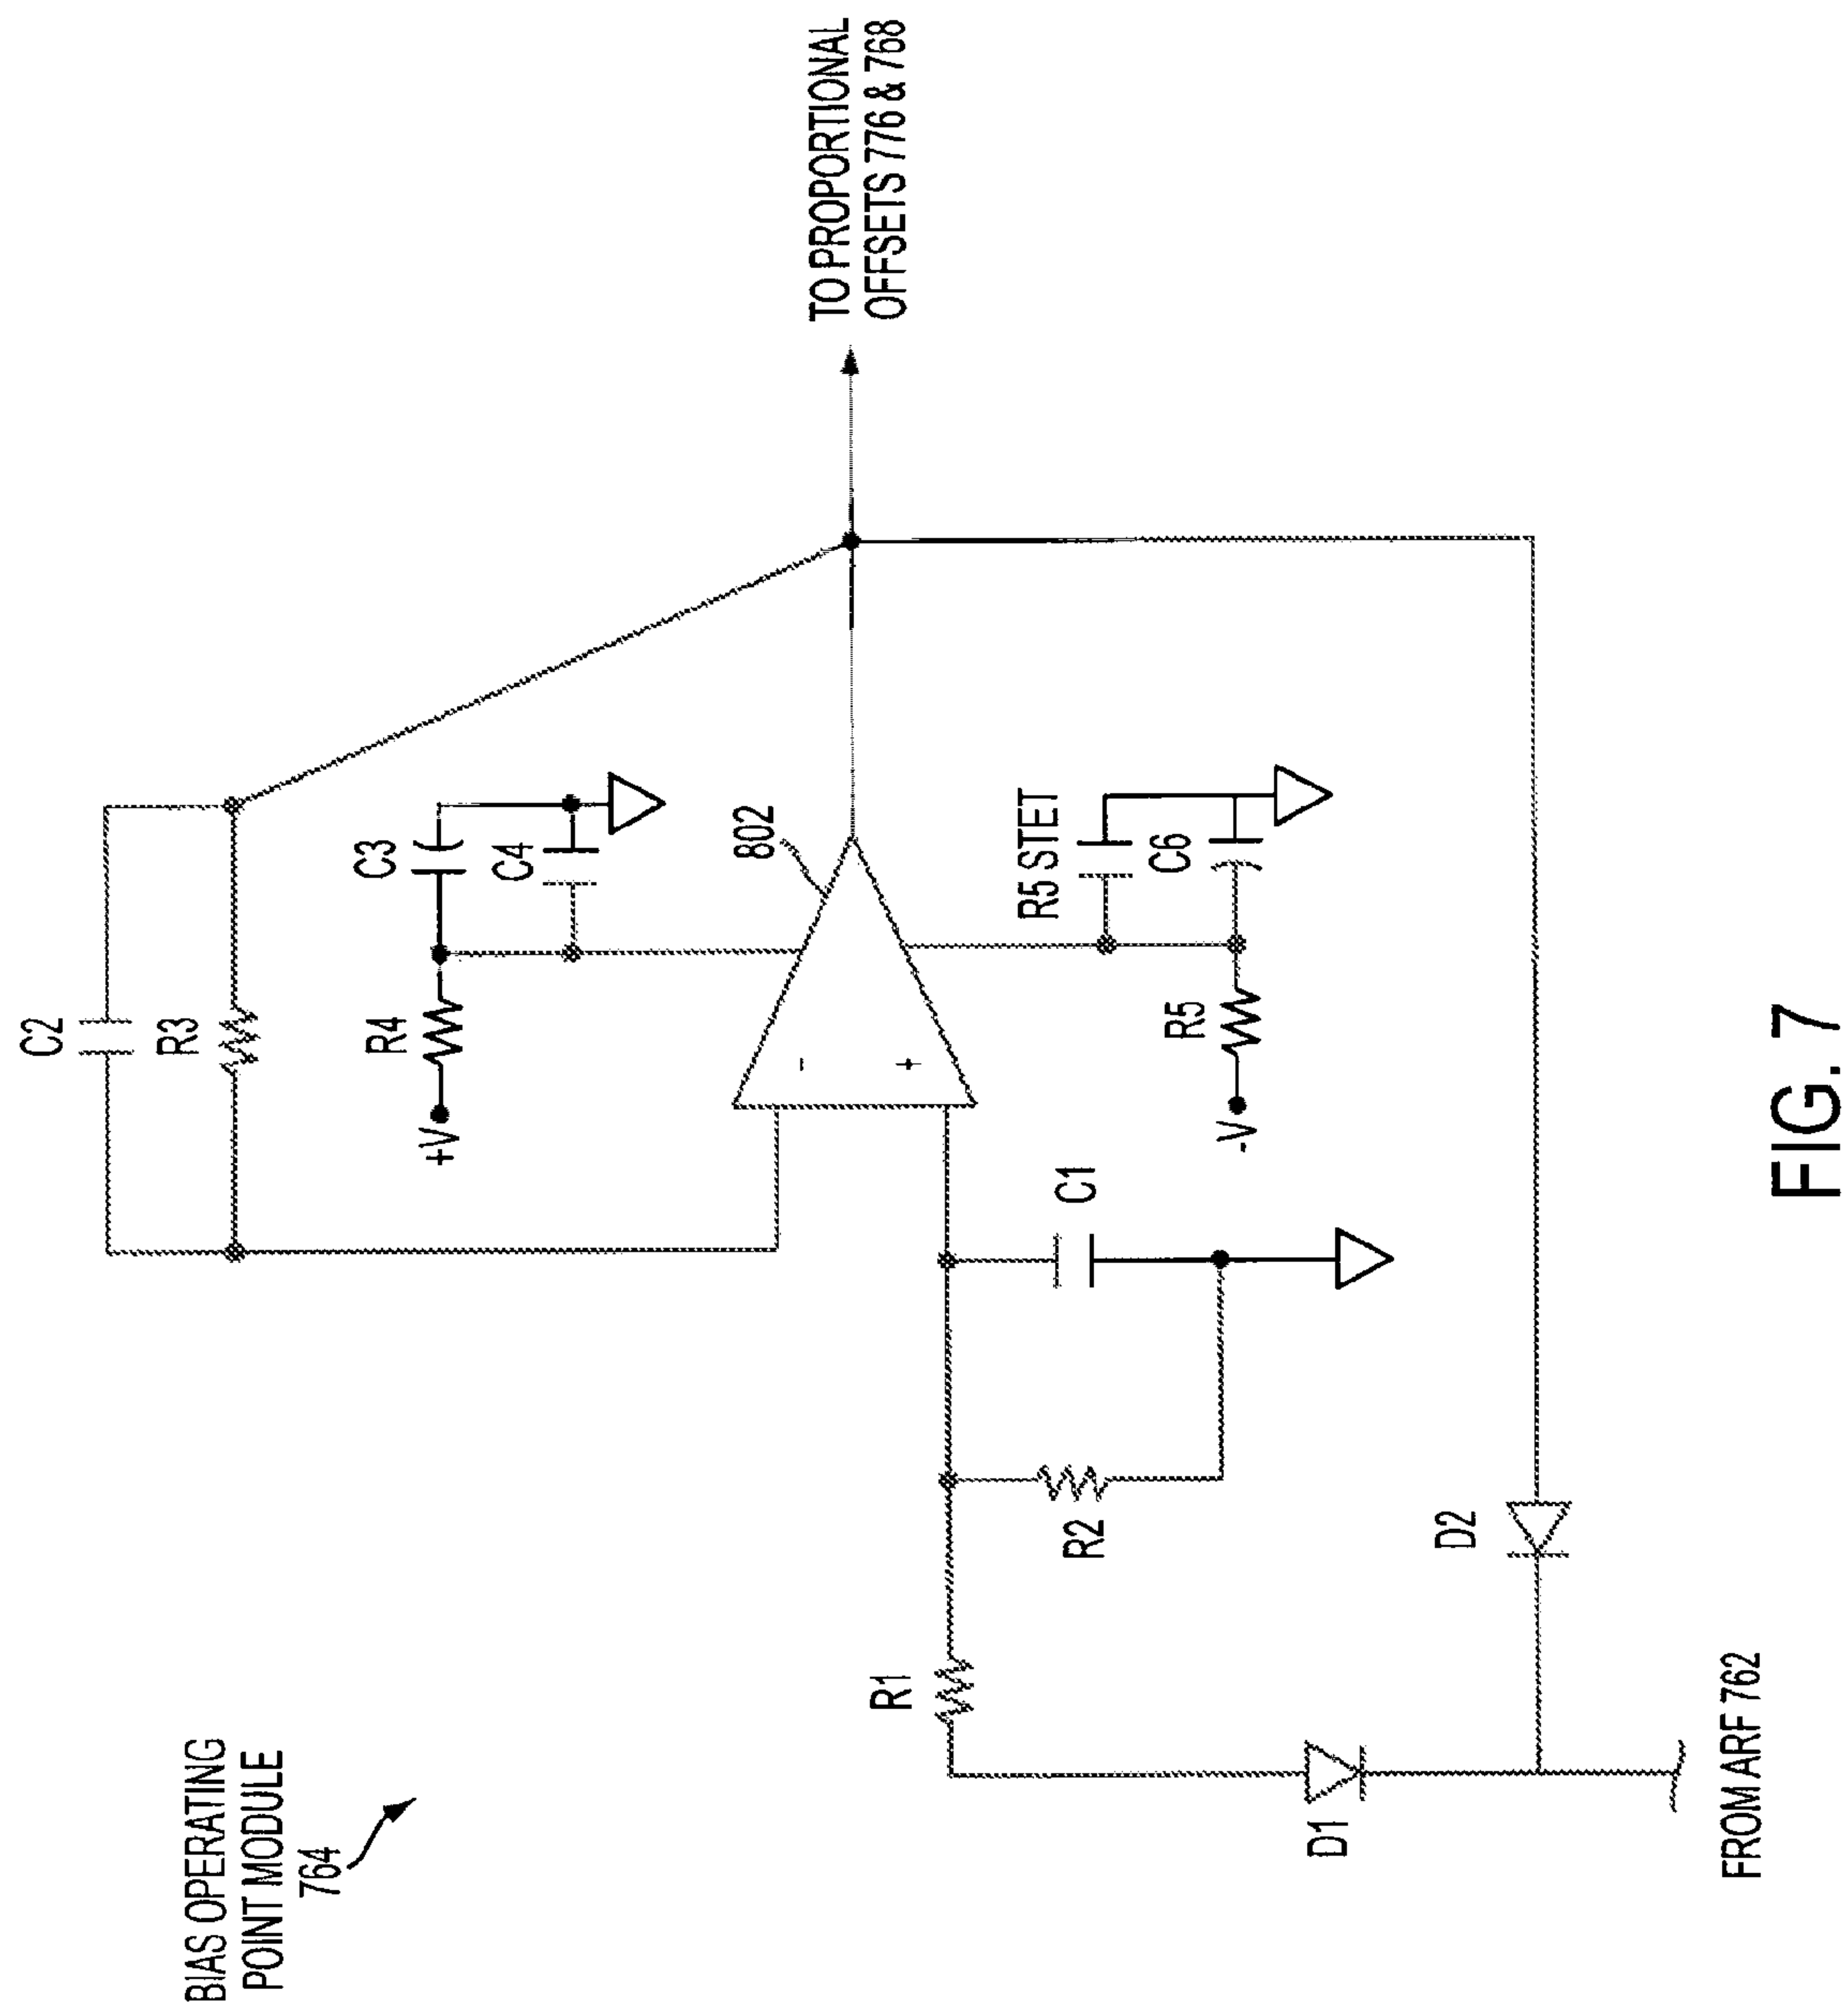 BIAS OPERATING
POINT MODULE
764
C2
R3
R4
+V
C3
C4
802
-
+
TO PROPORTIONAL
OFFSETS 776 & 768
R5 STET
C6
R5
-V
C1
R2
R1
D1
D2
FROM ARF 762
FIG. 7